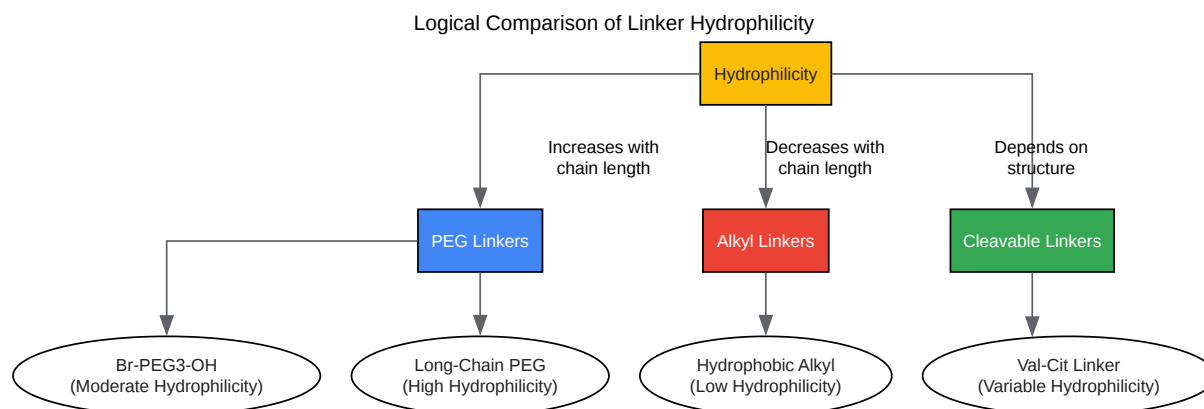 Logical Comparison of Linker Hydrophilicity
Hydrophilicity
Increases with
chain length
Decreases with
chain length
Depends on
structure
PEG Linkers
Alkyl Linkers
Cleavable Linkers
Br-PEG3-OH
(Moderate Hydrophilicity)
Long-Chain PEG
(High Hydrophilicity)
Hydrophobic Alkyl
(Low Hydrophilicity)
Val-Cit Linker
(Variable Hydrophilicity)